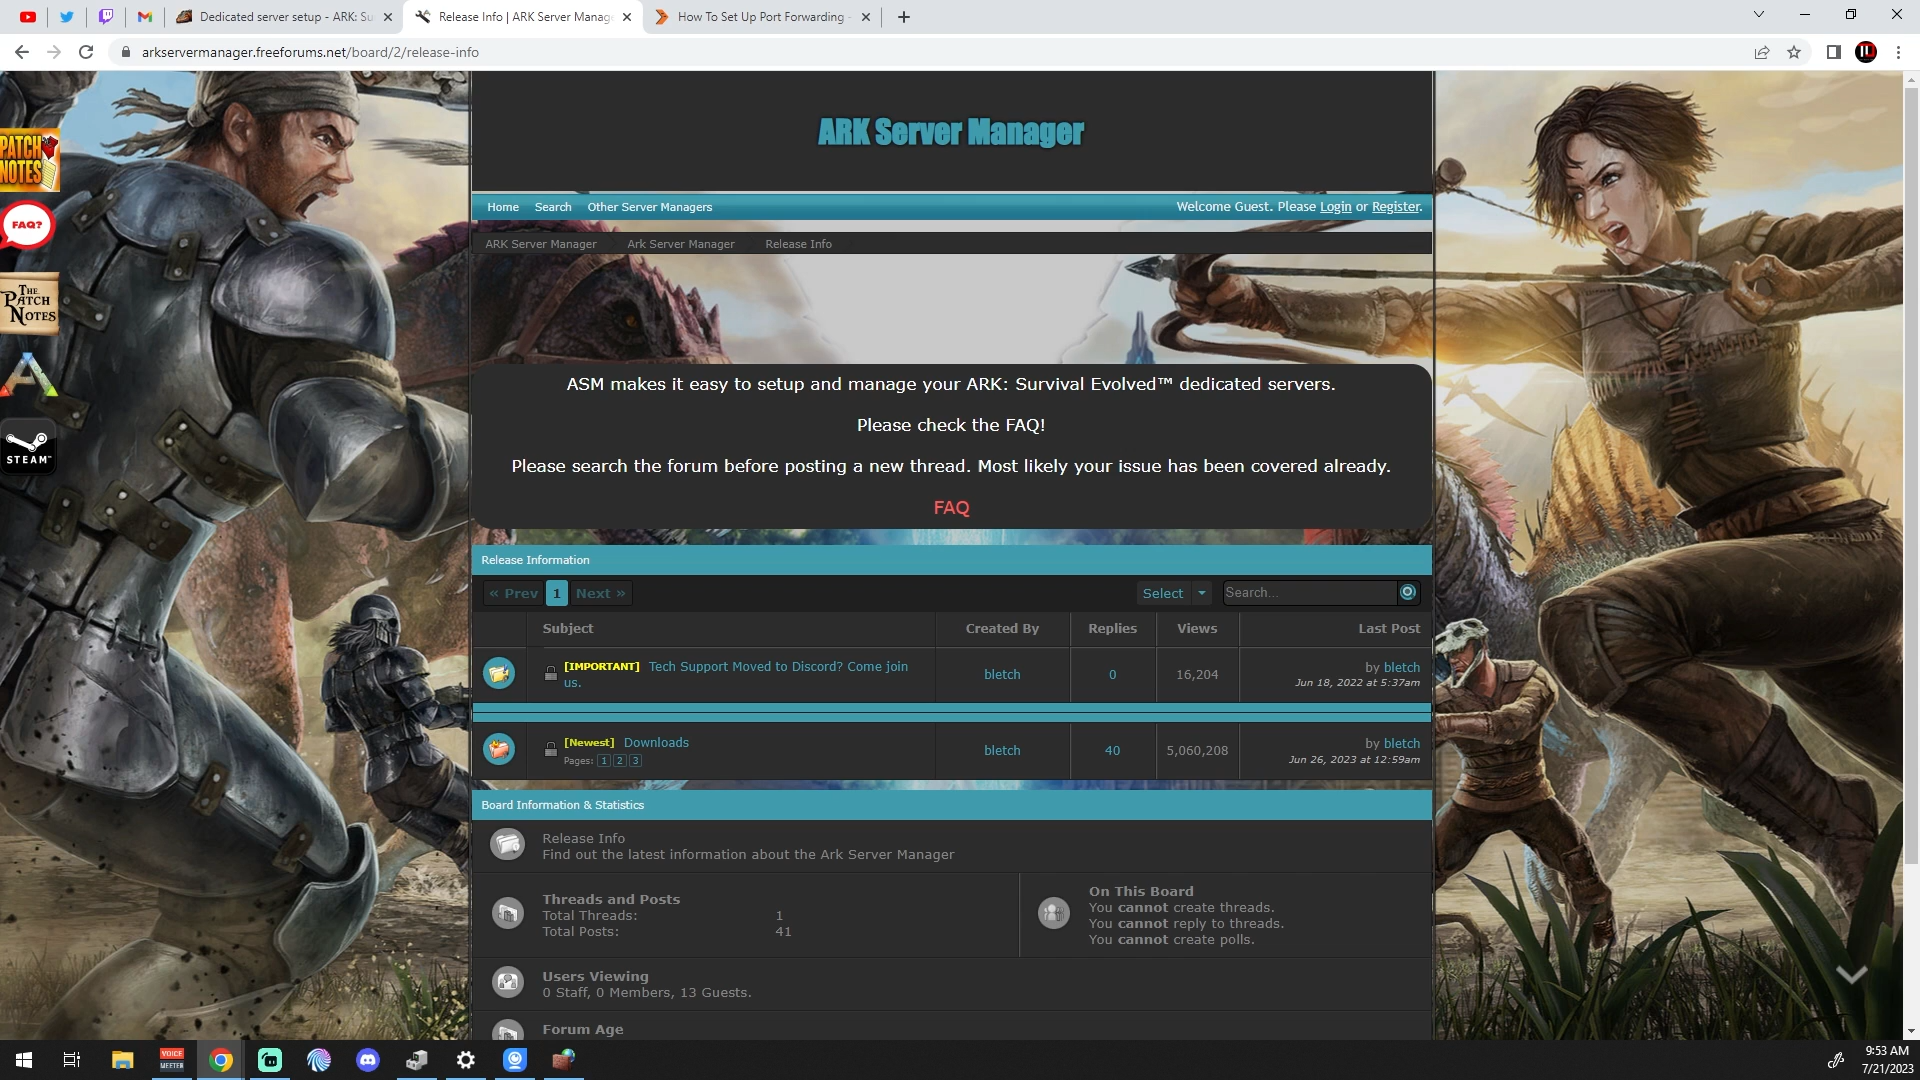 Dedicated server setup - ARK: Su
Release Info | ARK Server Manage
How To Set Up Port Forwarding -
arkservermanager.freeforums.net/board/2/release-info
PATCH
NOTES
FAQ?
THE
PATCH
NOTES
STEAM™
ARK Server Manager
Home Search Other Server Managers
Welcome Guest. Please Login or Register.
ARK Server Manager Ark Server Manager Release Info
ASM makes it easy to setup and manage your ARK: Survival Evolved™ dedicated servers.
Please check the FAQ!
Please search the forum before posting a new thread. Most likely your issue has been covered already.
FAQ
Release Information
« Prev 1 Next »
Select
Search...
Subject Created By Replies Views Last Post
[IMPORTANT] Tech Support Moved to Discord? Come join
us.
bletch 0 16,204
by bletch
Jun 18, 2022 at 5:37am
[Newest] Downloads
Pages: 1 2 3
bletch 40 5,060,208
by bletch
Jun 26, 2023 at 12:59am
Board Information & Statistics
Release Info
Find out the latest information about the Ark Server Manager
Threads and Posts
Total Threads: 1
Total Posts: 41
On This Board
You cannot create threads.
You cannot reply to threads.
You cannot create polls.
Users Viewing
0 Staff, 0 Members, 13 Guests.
Forum Age
VOICE
MEETER
9:53 AM
7/21/2023